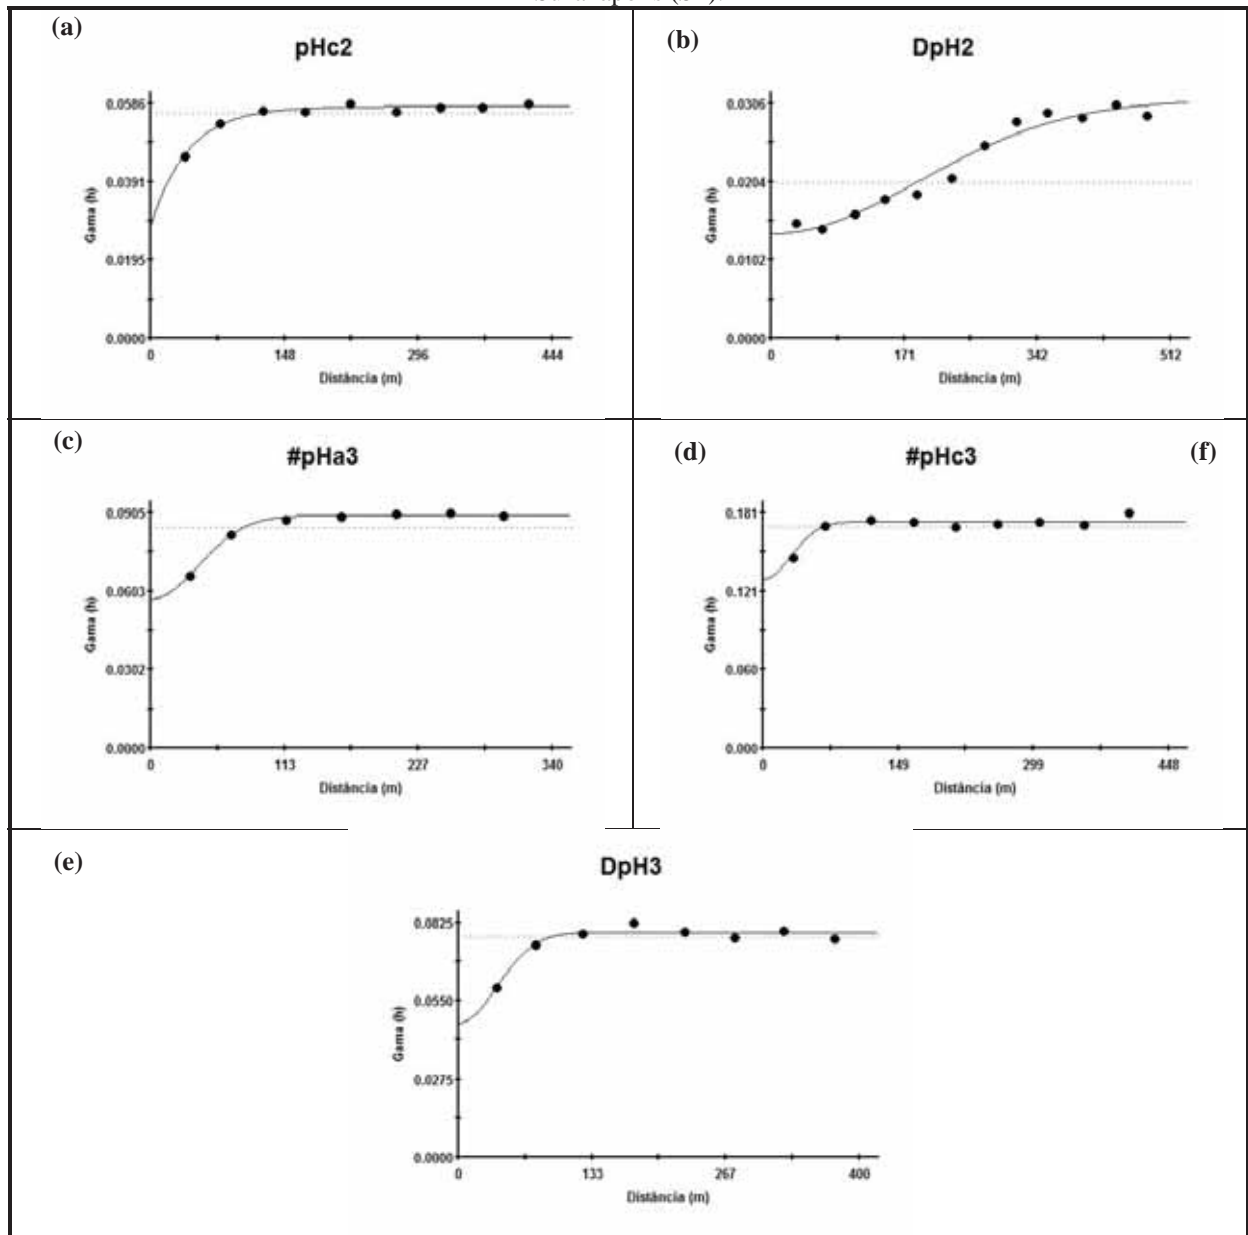 (a)
pHc2
0.0586
0.0391
0.0195
0.0000
Gama (h)
0 148 296 444
Distância (m)
(b)
DpH2
0.0306
0.0204
0.0102
0.0000
Gama (h)
0 171 342 512
Distância (m)
(c)
#pHa3
0.0905
0.0603
0.0302
0.0000
Gama (h)
0 113 227 340
Distância (m)
(d)
#pHc3
(f)
0.181
0.121
0.060
0.000
Gama (h)
0 149 299 448
Distância (m)
(e)
DpH3
0.0825
0.0550
0.0275
0.0000
Gama (h)
0 133 267 400
Distância (m)